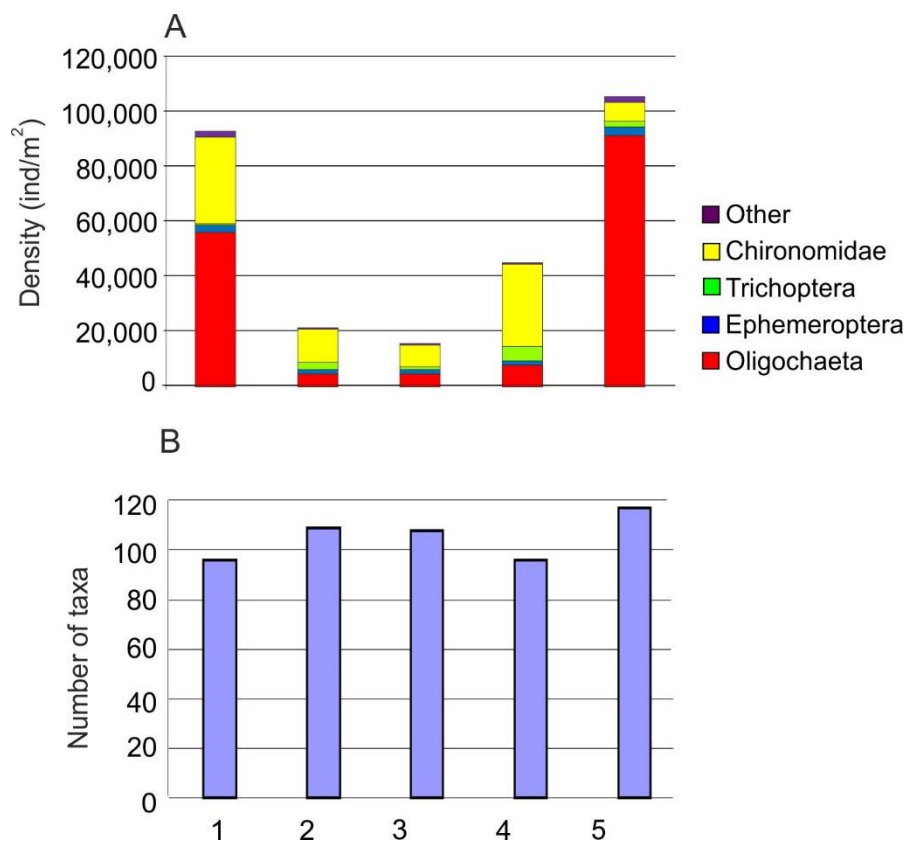 A
120,000
100,000
80,000
60,000
40,000
20,000
0
Density (ind/m²)
Other
Chironomidae
Trichoptera
Ephemeroptera
Oligochaeta
B
120
100
80
60
40
20
0
Number of taxa
1 2 3 4 5